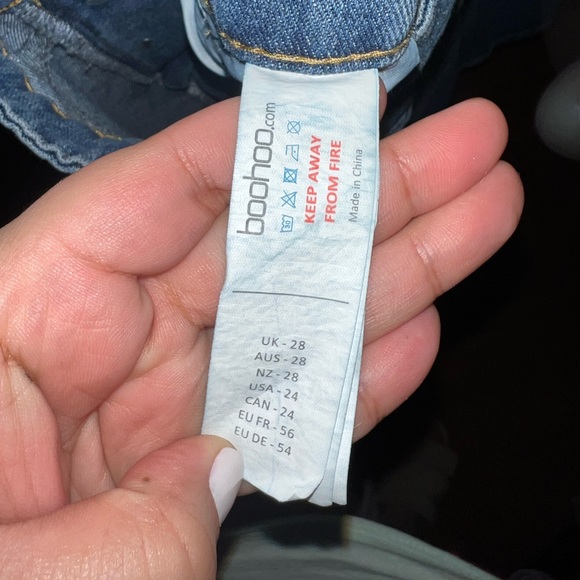 boohoo.com
30
KEEP AWAY
FROM FIRE
Made in China
UK - 28
AUS - 28
NZ - 28
USA - 24
CAN - 24
EU FR - 56
EU DE - 54